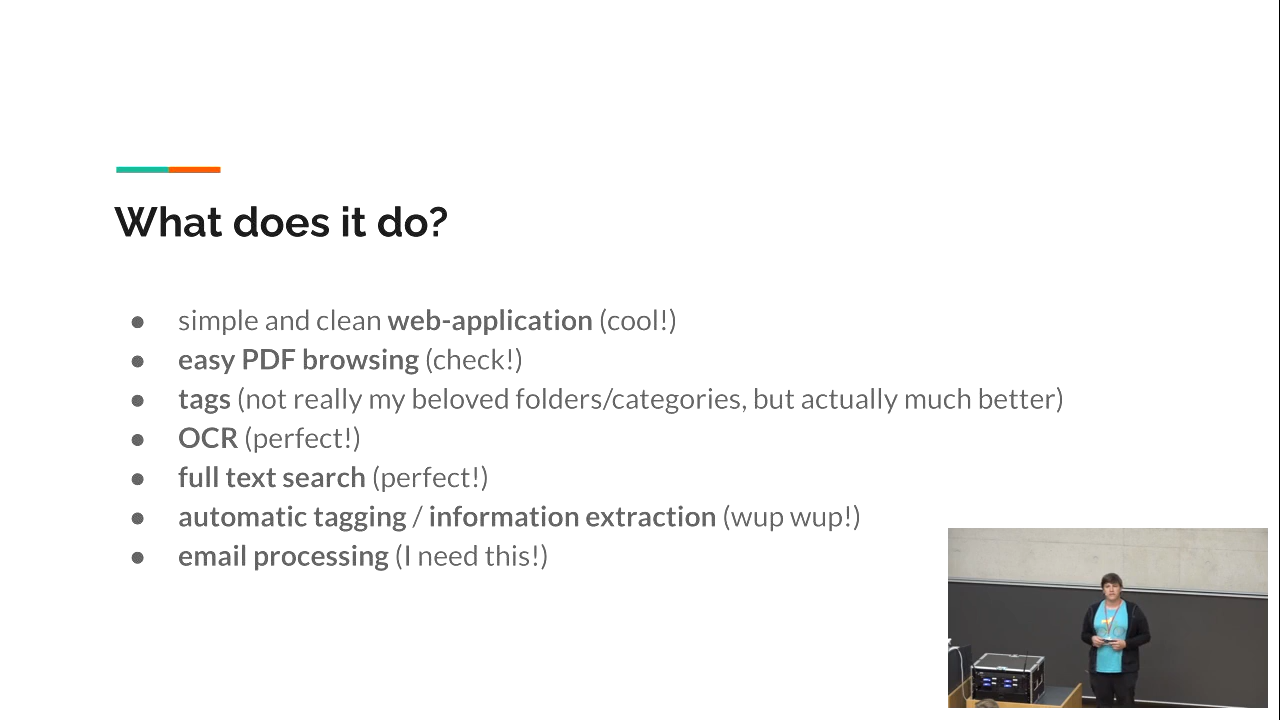 What does it do?
● simple and clean web-application (cool!)
● easy PDF browsing (check!)
● tags (not really my beloved folders/categories, but actually much better)
● OCR (perfect!)
● full text search (perfect!)
● automatic tagging / information extraction (wup wup!)
● email processing (I need this!)